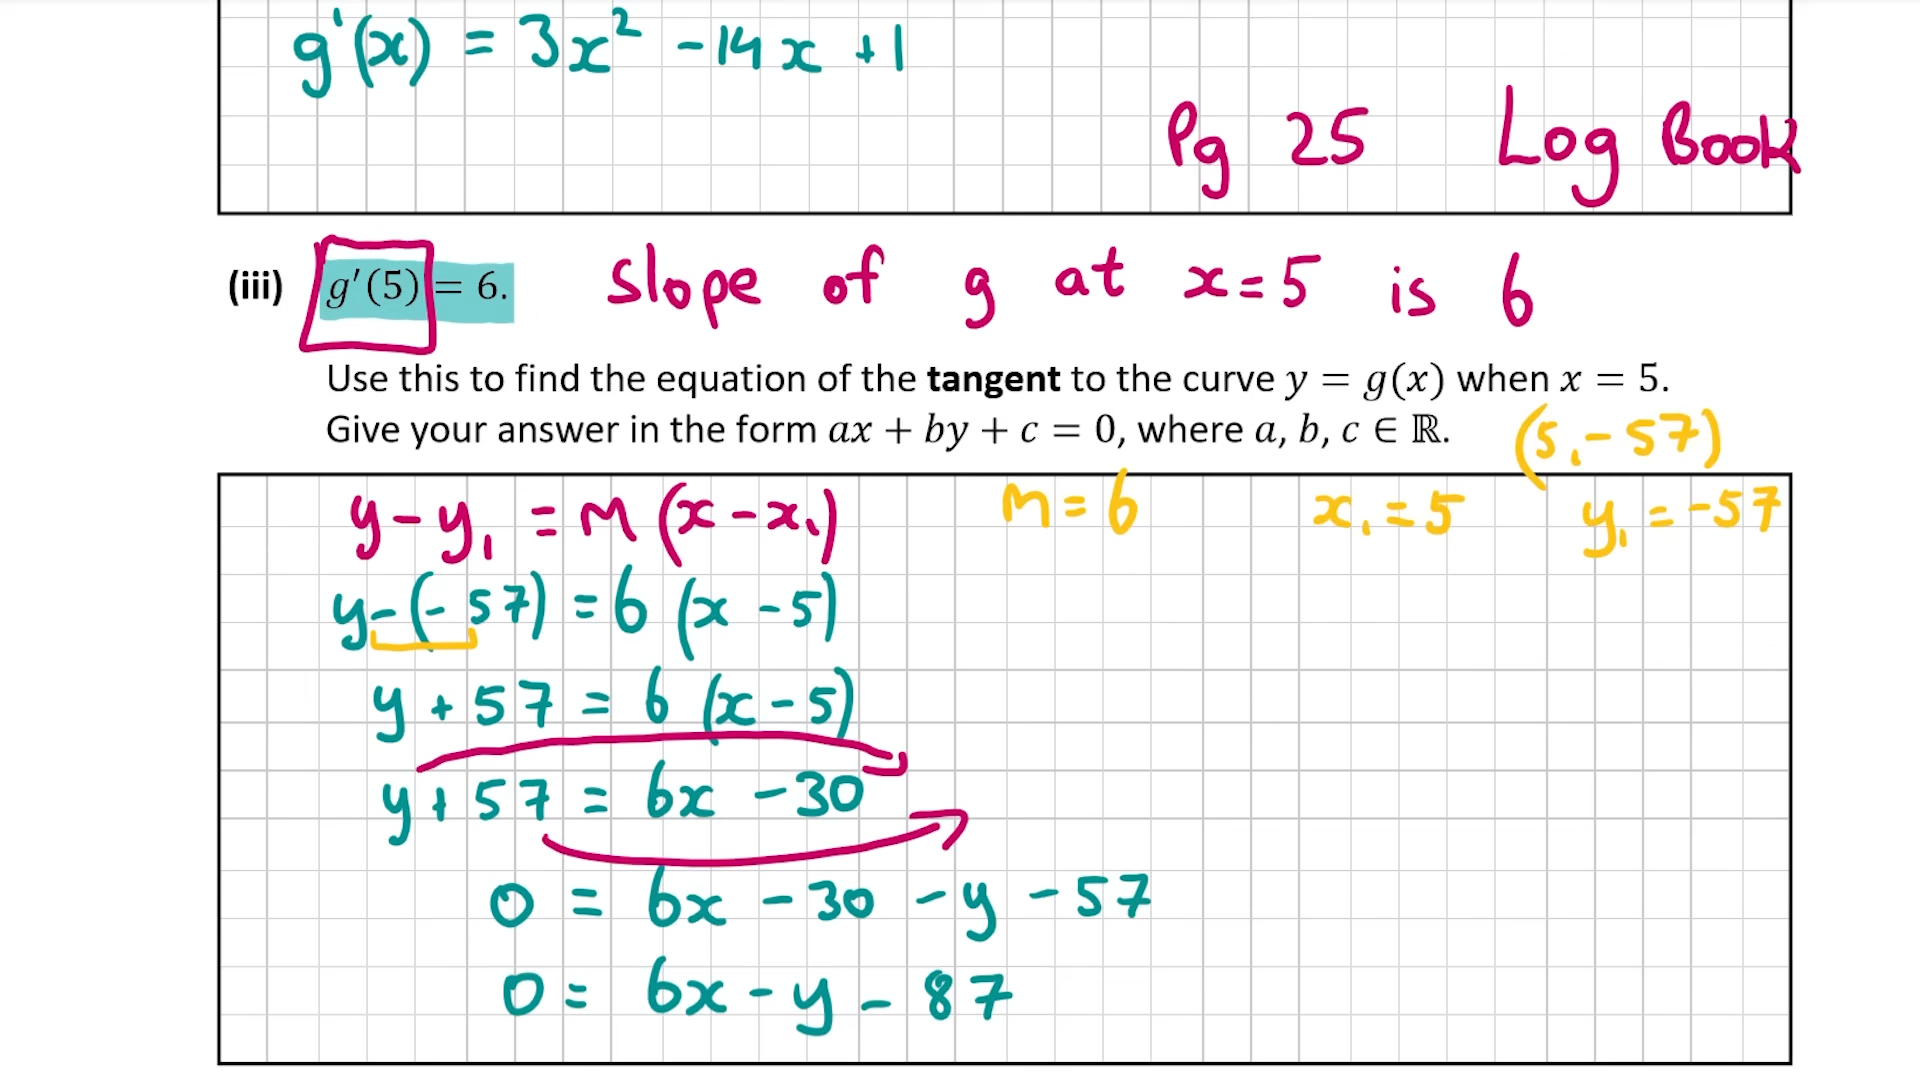 g'(x) = 3x² - 14x + 1
Pg 25 Log Book
(iii) g′(5) = 6. Slope of g at x = 5 is 6
Use this to find the equation of the tangent to the curve y = g(x) when x = 5.
Give your answer in the form ax + by + c = 0, where a, b, c ∈ ℝ.
(5, -57)
y - y₁ = m (x - x₁) m = 6 x₁ = 5 y₁ = -57
y - (-57) = 6 (x - 5)
y + 57 = 6 (x - 5)
y + 57 = 6x - 30
0 = 6x - 30 - y - 57
0 = 6x - y - 87